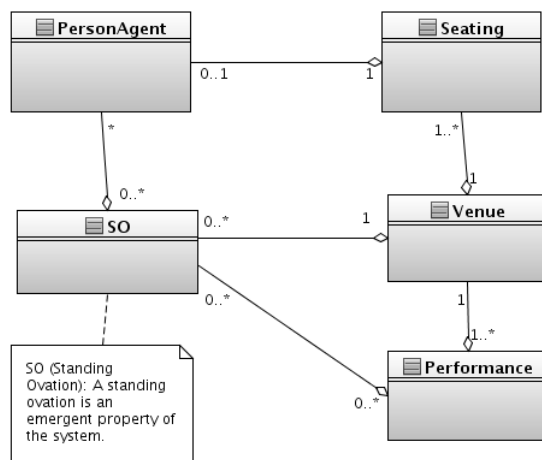 PersonAgent
Seating
0..1
1
*
1..*
0..*
1
SO
Venue
0..*
1
0..*
1
1..*
SO (Standing
Ovation): A standing
ovation is an
emergent property of
the system.
Performance
0..*